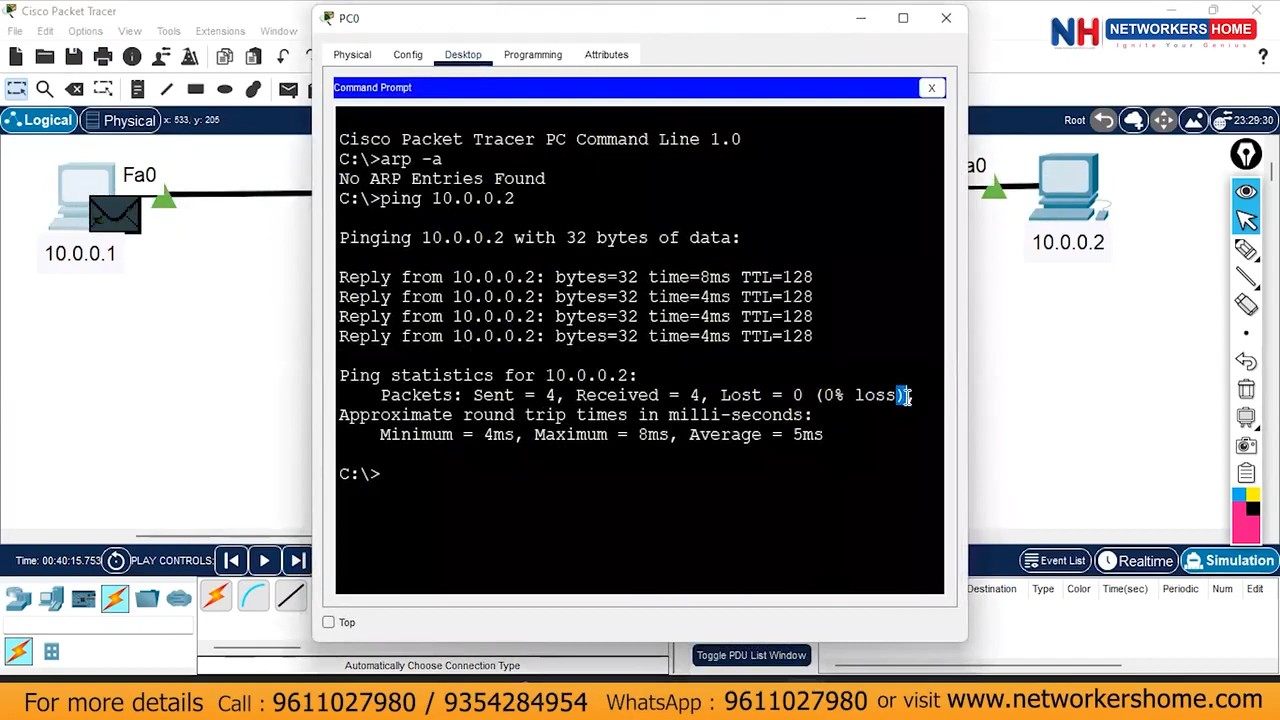 Cisco Packet Tracer
File Edit Options View Tools Extensions Window
PC0
NH NETWORKERS HOME
Ignite Your Genius
Physical Config Desktop Programming Attributes
?
Command Prompt X
Logical Physical x: 533, y: 205
Root 23:29:30
Fa0
10.0.0.1
a0
10.0.0.2
Cisco Packet Tracer PC Command Line 1.0
C:\>arp -a
No ARP Entries Found
C:\>ping 10.0.0.2
Pinging 10.0.0.2 with 32 bytes of data:
Reply from 10.0.0.2: bytes=32 time=8ms TTL=128
Reply from 10.0.0.2: bytes=32 time=4ms TTL=128
Reply from 10.0.0.2: bytes=32 time=4ms TTL=128
Reply from 10.0.0.2: bytes=32 time=4ms TTL=128
Ping statistics for 10.0.0.2:
Packets: Sent = 4, Received = 4, Lost = 0 (0% loss),
Approximate round trip times in milli-seconds:
Minimum = 4ms, Maximum = 8ms, Average = 5ms
C:\>
Time: 00:40:15.753 PLAY CONTROLS:
Event List Realtime Simulation
Destination Type Color Time(sec) Periodic Num Edit
Top
Toggle PDU List Window
Automatically Choose Connection Type
For more details Call : 9611027980 / 9354284954 WhatsApp : 9611027980 or visit www.networkershome.com